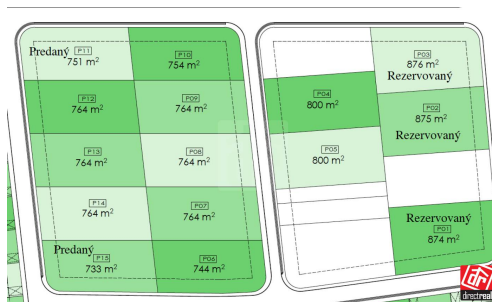 Predaný P11
751 m²
P10
754 m²
P12
764 m²
P09
764 m²
P13
764 m²
P08
764 m²
P14
764 m²
P07
764 m²
Predaný
P15
733 m²
P06
744 m²
P03
876 m²
Rezervovaný
P04
800 m²
P02
875 m²
Rezervovaný
P05
800 m²
Rezervovaný
P01
874 m²
directreal